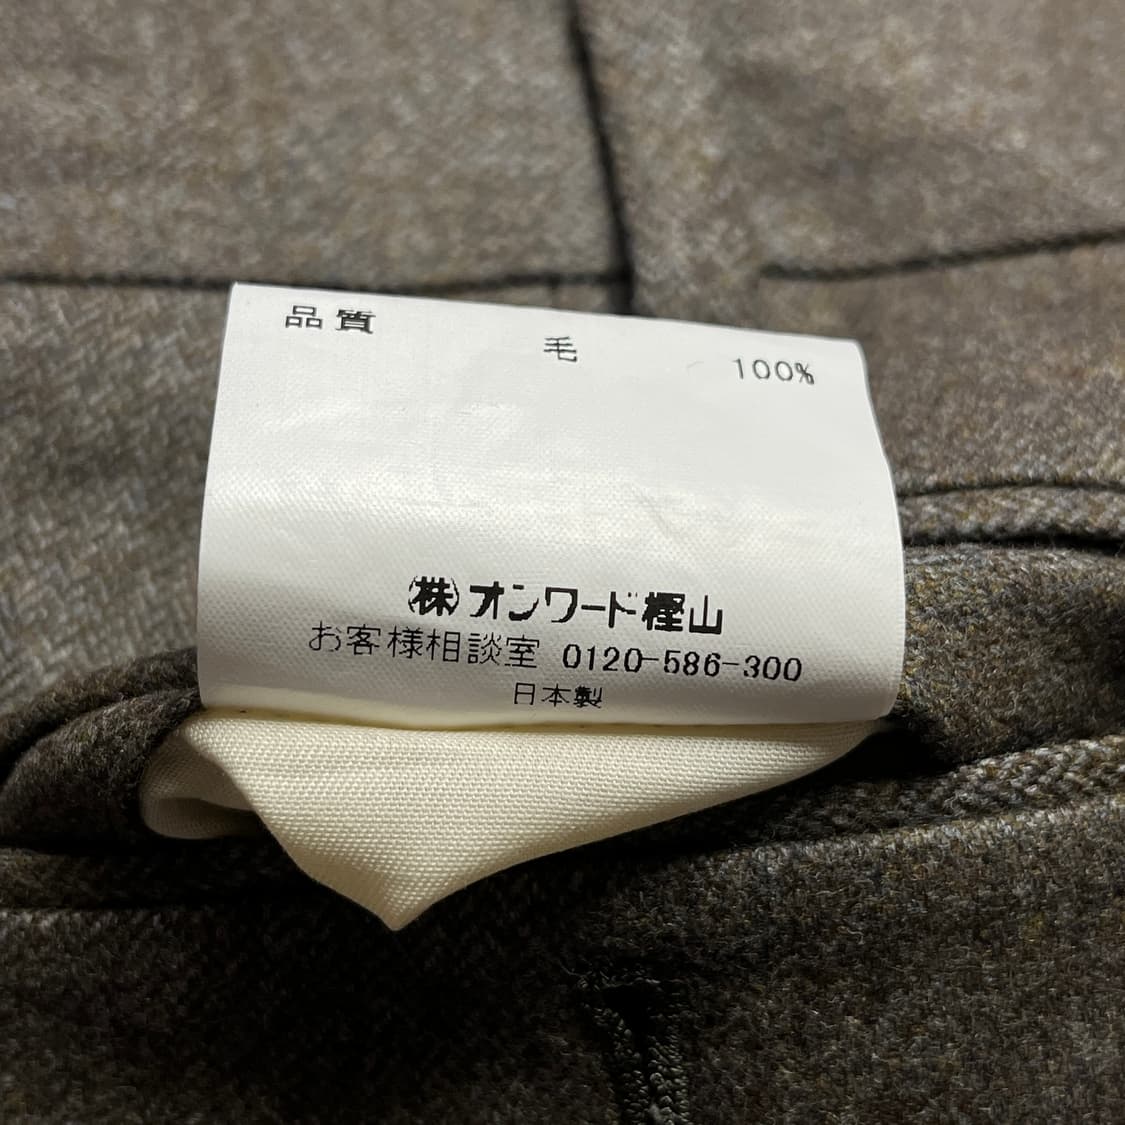 品質 毛 100%
㈱オンワード樫山
お客様相談室 0120-586-300
日本製